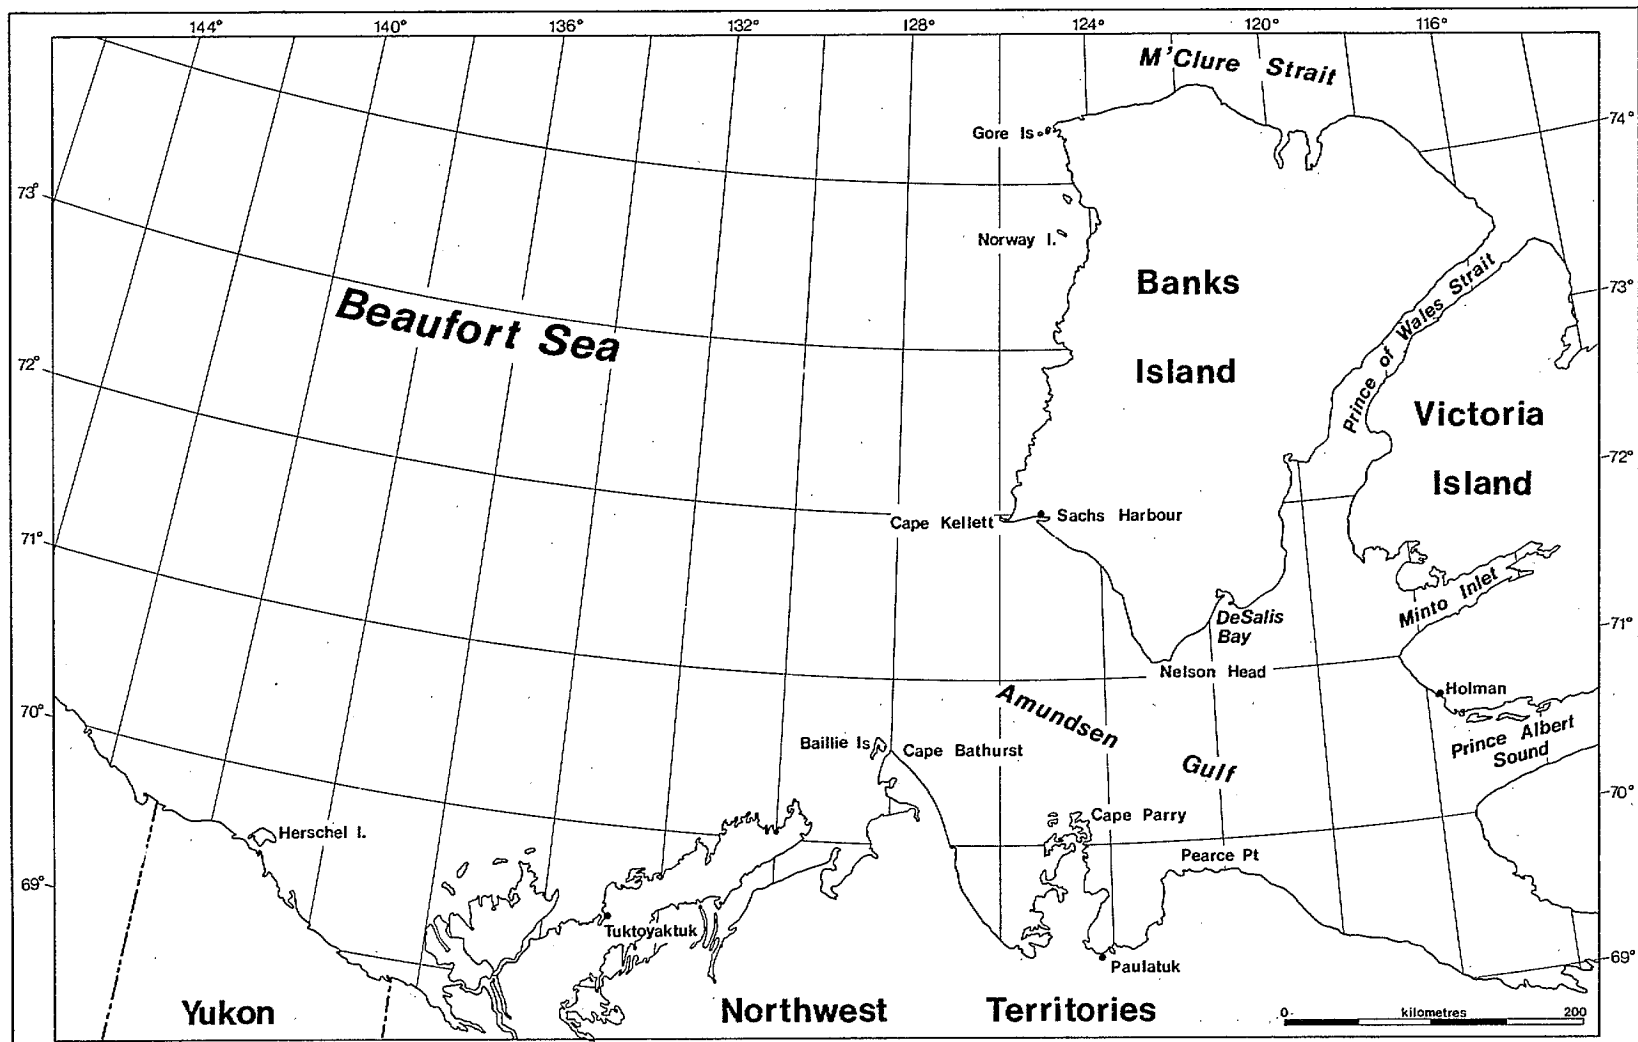 144° 140° 136° 132° 128° 124° 120° 116°
M'Clure Strait
74°
Gore Is
73°
Norway I.
Banks
Island
Prince of Wales Strait
73°
Beaufort Sea
72°
Victoria
Island
72°
Cape Kellett
Sachs Harbour
71°
Minto Inlet
DeSalis
Bay
71°
Nelson Head
Holman
Amundsen
Gulf
70°
Prince Albert
Sound
Baillie Is
Cape Bathurst
70°
Cape Parry
Herschel I.
Pearce Pt
69°
Tuktoyaktuk
Paulatuk
69°
Yukon
Northwest Territories
0 kilometres 200